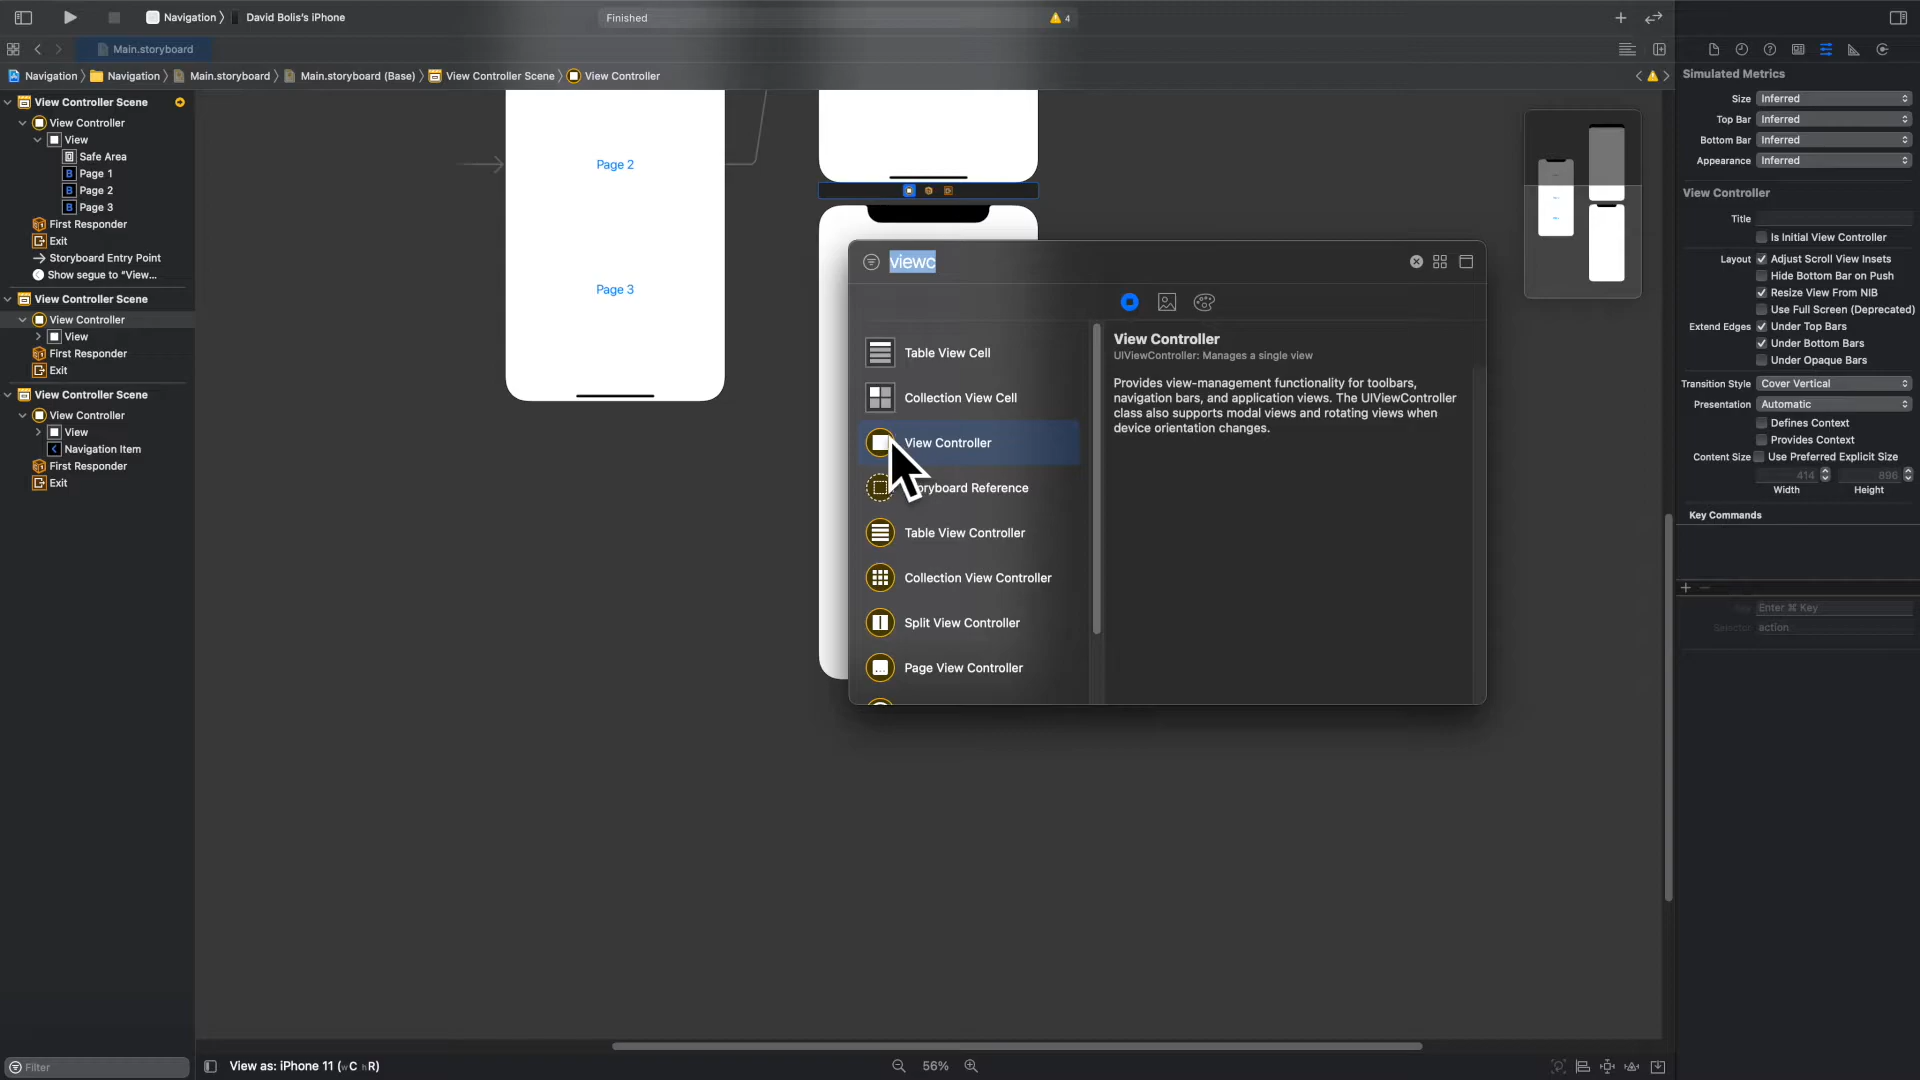 Navigation 〉 David Bolis's iPhone
Finished
4
Main.storyboard
Navigation 〉 Navigation 〉 Main.storyboard 〉 Main.storyboard (Base) 〉 View Controller Scene 〉 View Controller
View Controller Scene
View Controller
View
Safe Area
B Page 1
B Page 2
B Page 3
First Responder
Exit
Storyboard Entry Point
Show segue to “View...
View Controller Scene
View Controller
View
First Responder
Exit
View Controller Scene
View Controller
View
Navigation Item
First Responder
Exit
Filter
Page 2
Page 3
viewc
Table View Cell
Collection View Cell
View Controller
Reference
Table View Controller
Collection View Controller
Split View Controller
Page View Controller
View Controller
UIViewController: Manages a single view
Provides view-management functionality for toolbars,
navigation bars, and application views. The UIViewController
class also supports modal views and rotating views when
device orientation changes.
Simulated Metrics
Size Inferred
Top Bar Inferred
Bottom Bar Inferred
Appearance Inferred
View Controller
Title
Is Initial View Controller
Layout Adjust Scroll View Insets
Hide Bottom Bar on Push
Resize View From NIB
Use Full Screen (Deprecated)
Extend Edges Under Top Bars
Under Bottom Bars
Under Opaque Bars
Transition Style Cover Vertical
Presentation Automatic
Defines Context
Provides Context
Content Size Use Preferred Explicit Size
414 896
Width Height
Key Commands
Key Enter ⌘ Key
Selector action
View as: iPhone 11 (wC hR)
56%